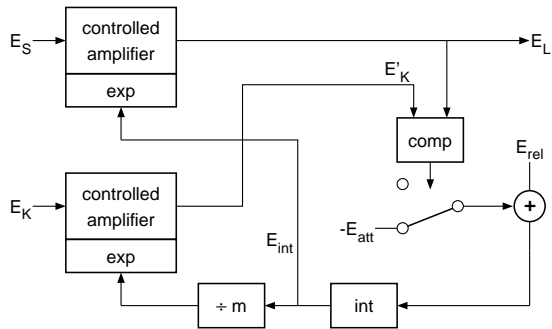 controlled
amplifier
exp
E_S
E_L
E'_K
comp
E_rel
controlled
amplifier
exp
E_K
+
-E_att
E_int
÷ m
int